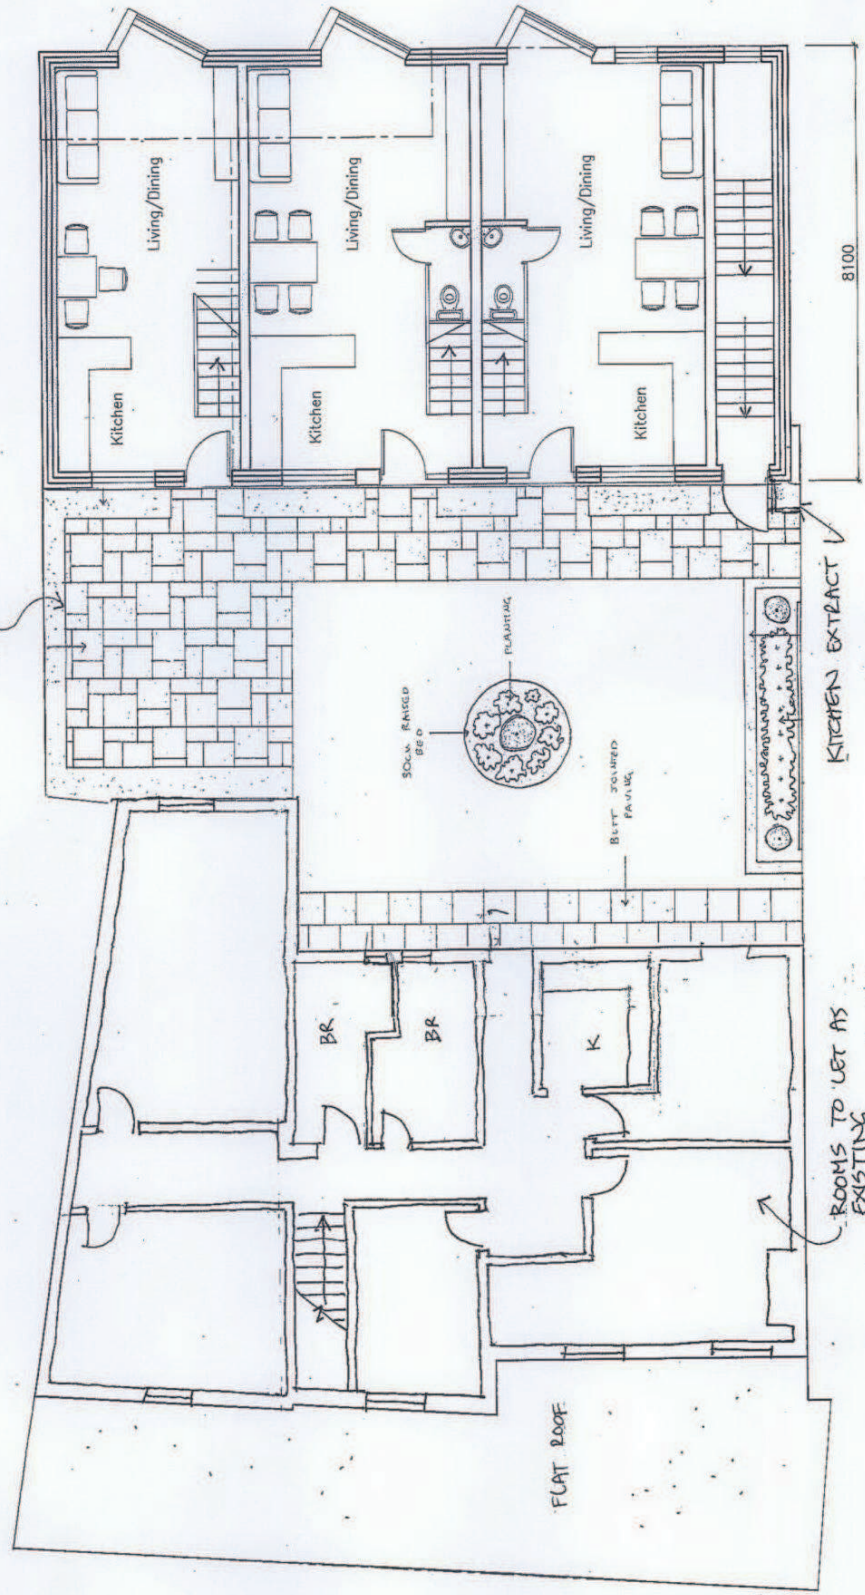 Living/Dining
Living/Dining
Living/Dining
Kitchen
Kitchen
Kitchen
8100
KITCHEN EXTRACT
PLANTING
30CM RAISED
BED
BUTT JOINTED
PAVING
BR
BR
K
ROOMS TO LET AS
EXISTING
FLAT ROOF